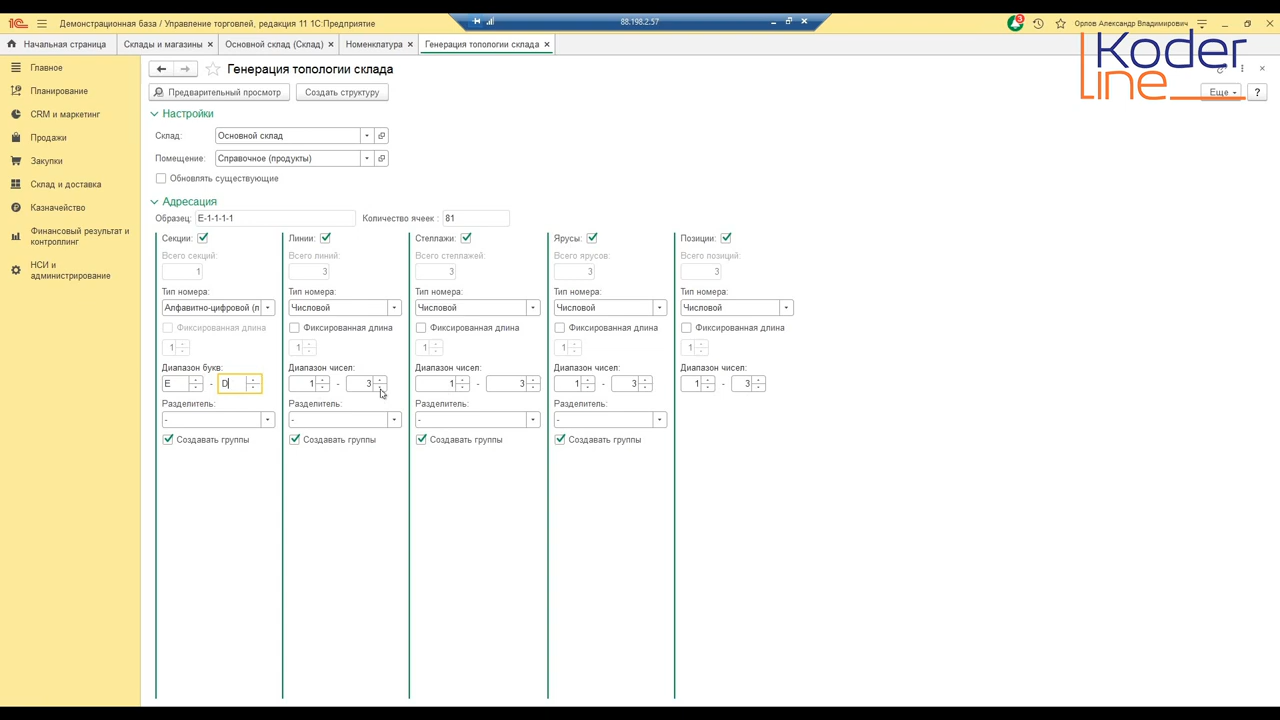 Демонстрационная база / Управление торговлей, редакция 11 1С:Предприятие
88.198.2.57
3
Орлов Александр Владимирович
Начальная страница
Склады и магазины
Основной склад (Склад)
Номенклатура
Генерация топологии склада
Koder
line
Главное
Планирование
CRM и маркетинг
Продажи
Закупки
Склад и доставка
Казначейство
Финансовый результат и
контроллинг
НСИ и
администрирование
Генерация топологии склада
Предварительный просмотр
Создать структуру
Еще
?
Настройки
Склад: Основной склад
Помещение: Справочное (продукты)
Обновлять существующие
Адресация
Образец: E-1-1-1-1 Количество ячеек : 81
Секции: Линии: Стеллажи: Ярусы: Позиции:
Всего секций: Всего линий: Всего стеллажей: Всего ярусов: Всего позиций:
1 3 3 3 3
Тип номера: Тип номера: Тип номера: Тип номера: Тип номера:
Алфавитно-цифровой (п Числовой Числовой Числовой Числовой
Фиксированная длина Фиксированная длина Фиксированная длина Фиксированная длина Фиксированная длина
1 1 1 1 1
Диапазон букв: Диапазон чисел: Диапазон чисел: Диапазон чисел: Диапазон чисел:
E - D 1 - 3 1 - 3 1 - 3 1 - 3
Разделитель: Разделитель: Разделитель: Разделитель:
- - - -
Создавать группы Создавать группы Создавать группы Создавать группы